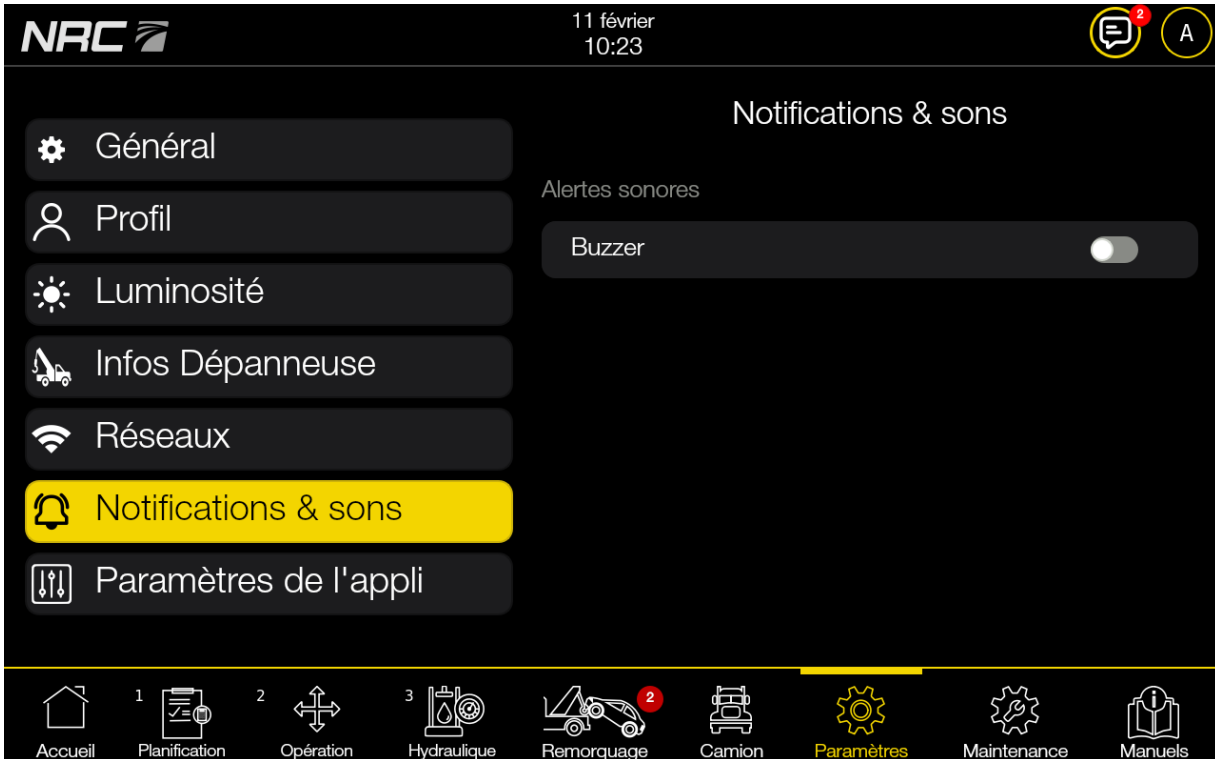 NRC
11 février
10:23
2
A
Général
Profil
Luminosité
Infos Dépanneuse
Réseaux
Notifications & sons
Paramètres de l'appli
Notifications & sons
Alertes sonores
Buzzer
Accueil
1
Planification
2
Opération
3
Hydraulique
2
Remorquage
Camion
Paramètres
Maintenance
Manuels